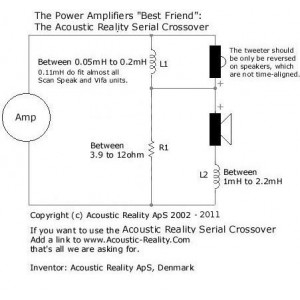 The Power Amplifiers "Best Friend":
The Acoustic Reality Serial Crossover
Between 0.05mH to 0.2mH
0.11mH do fit almost all
Scan Speak and Vifa units.
L1
+
The tweeter should
be only be reversed
on speakers, which
are not time-aligned.
Amp
+
Between
3.9 to 12ohm
R1
L2
Between
1mH to 2.2mH
Copyright (c) Acoustic Reality ApS 2002 - 2011
If you want to use the Acoustic Reality Serial Crossover
Add a link to www.Acoustic-Reality.Com
that's all we are asking for.
Inventor: Acoustic Reality ApS, Denmark